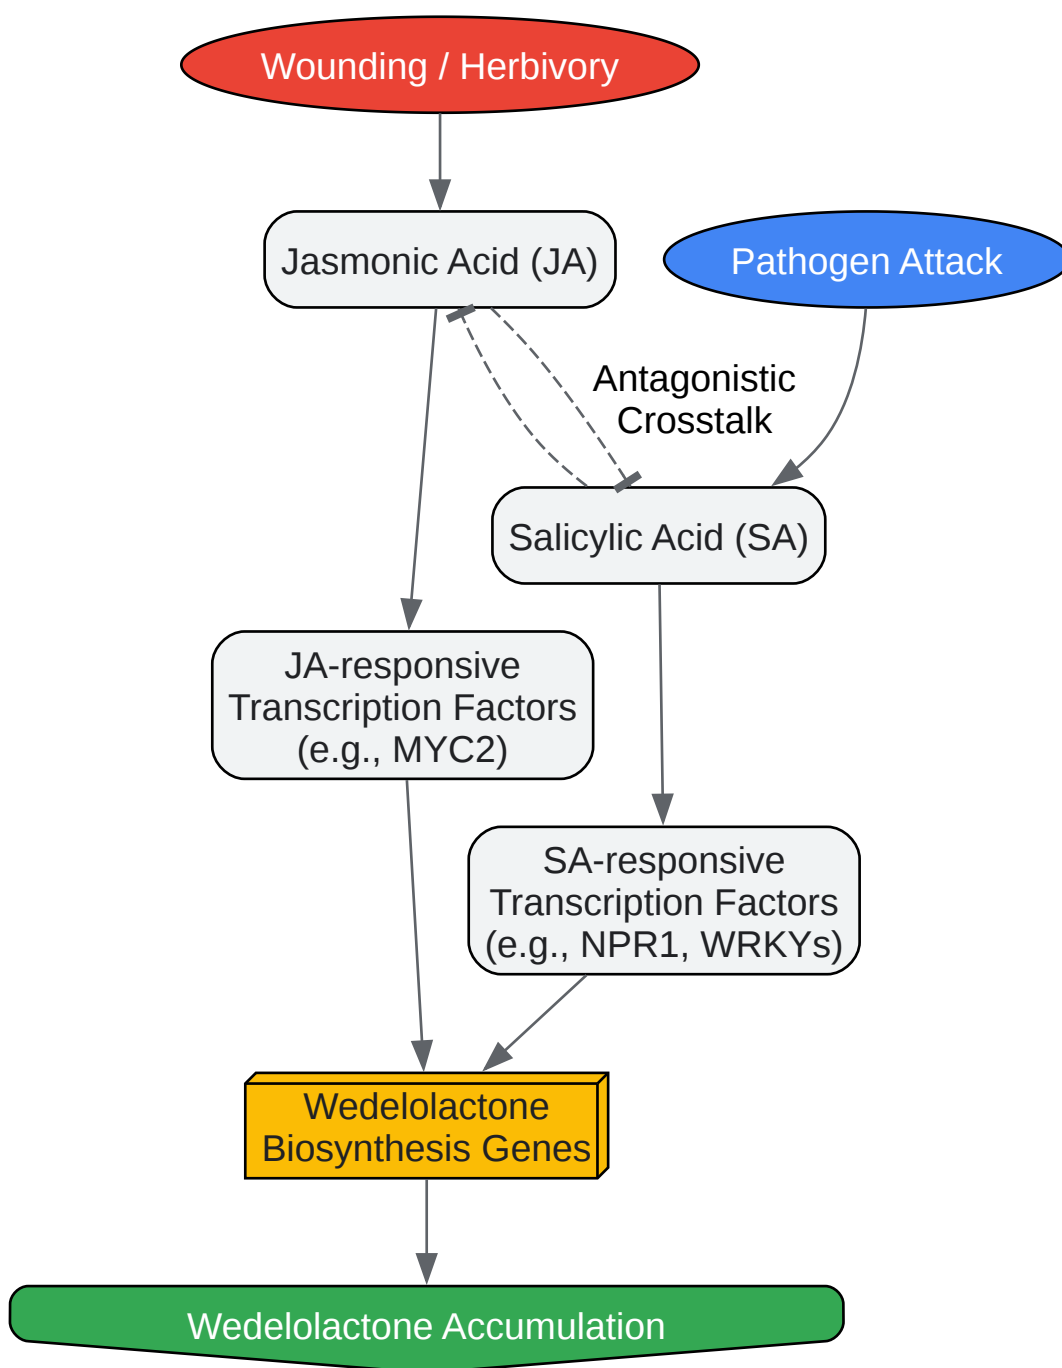 Wounding / Herbivory
Jasmonic Acid (JA)
Pathogen Attack
Antagonistic
Crosstalk
Salicylic Acid (SA)
JA-responsive
Transcription Factors
(e.g., MYC2)
SA-responsive
Transcription Factors
(e.g., NPR1, WRKYs)
Wedelolactone
Biosynthesis Genes
Wedelolactone Accumulation